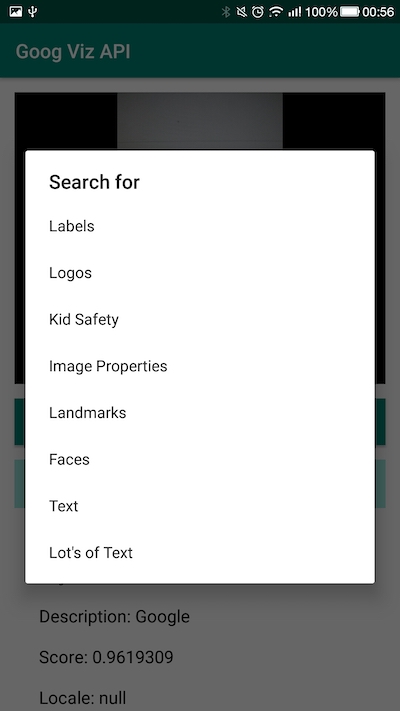 100% 00:56
Goog Viz API
Search for
Labels
Logos
Kid Safety
Image Properties
Landmarks
Faces
Text
Lot's of Text
Description: Google
Score: 0.9619309
Locale: null